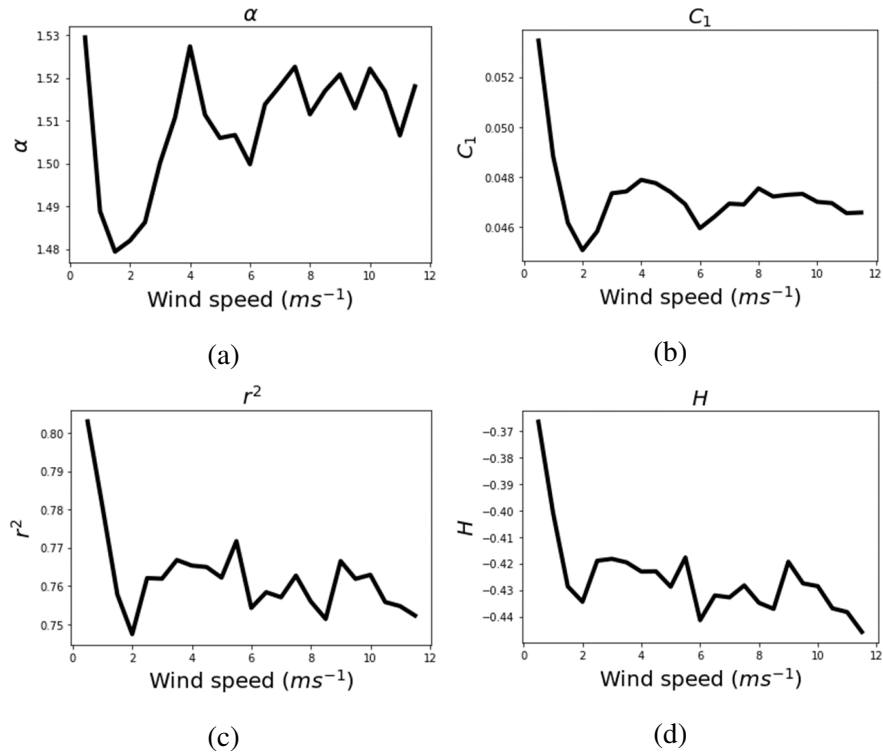 α
1.53
1.52
1.51
1.50
1.49
1.48
α
0 2 4 6 8 10 12
Wind speed (ms⁻¹)
(a)
C₁
0.052
0.050
0.048
0.046
C₁
0 2 4 6 8 10 12
Wind speed (ms⁻¹)
(b)
r²
0.80
0.79
0.78
0.77
0.76
0.75
r²
0 2 4 6 8 10 12
Wind speed (ms⁻¹)
(c)
H
−0.37
−0.38
−0.39
−0.40
−0.41
−0.42
−0.43
−0.44
H
0 2 4 6 8 10 12
Wind speed (ms⁻¹)
(d)